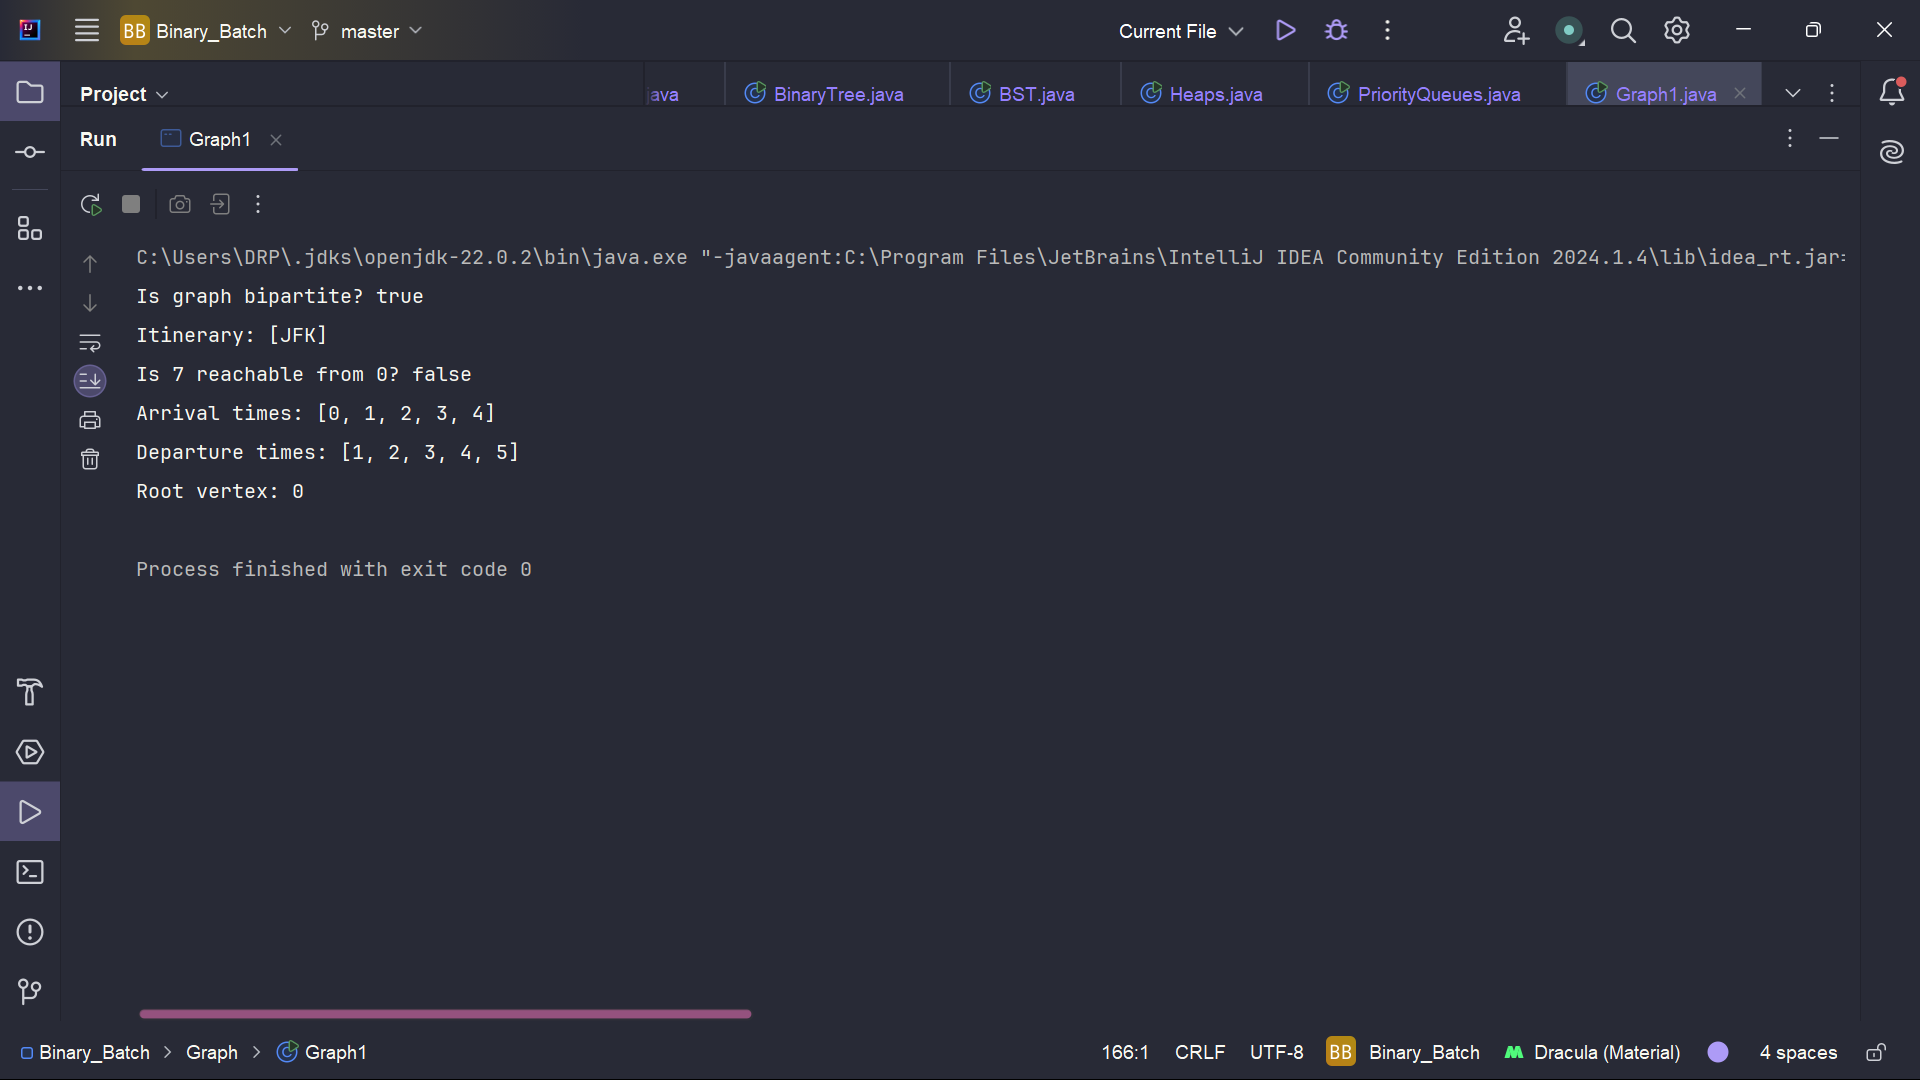 BB Binary_Batch master Current File
Project ava BinaryTree.java BST.java Heaps.java PriorityQueues.java Graph1.java
Run Graph1
C:\Users\DRP\.jdks\openjdk-22.0.2\bin\java.exe "-javaagent:C:\Program Files\JetBrains\IntelliJ IDEA Community Edition 2024.1.4\lib\idea_rt.jar=
Is graph bipartite? true
Itinerary: [JFK]
Is 7 reachable from 0? false
Arrival times: [0, 1, 2, 3, 4]
Departure times: [1, 2, 3, 4, 5]
Root vertex: 0
Process finished with exit code 0
Binary_Batch > Graph > Graph1 166:1 CRLF UTF-8 BB Binary_Batch Dracula (Material) 4 spaces